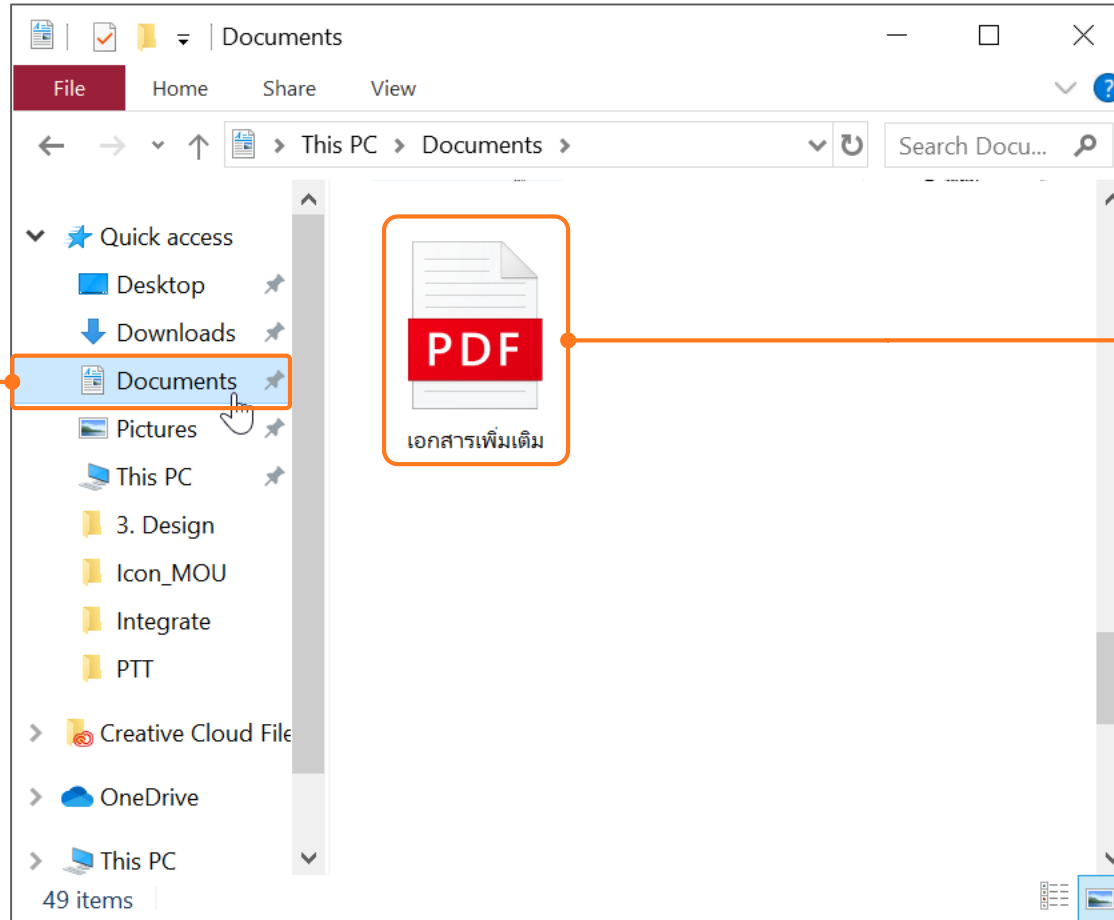 Documents
File Home Share View ?
This PC > Documents >
Search Docu...
Quick access
Desktop
Downloads
Documents
Pictures
This PC
3. Design
Icon_MOU
Integrate
PTT
Creative Cloud File
OneDrive
This PC
PDF
เอกสารเพิ่มเติม
49 items